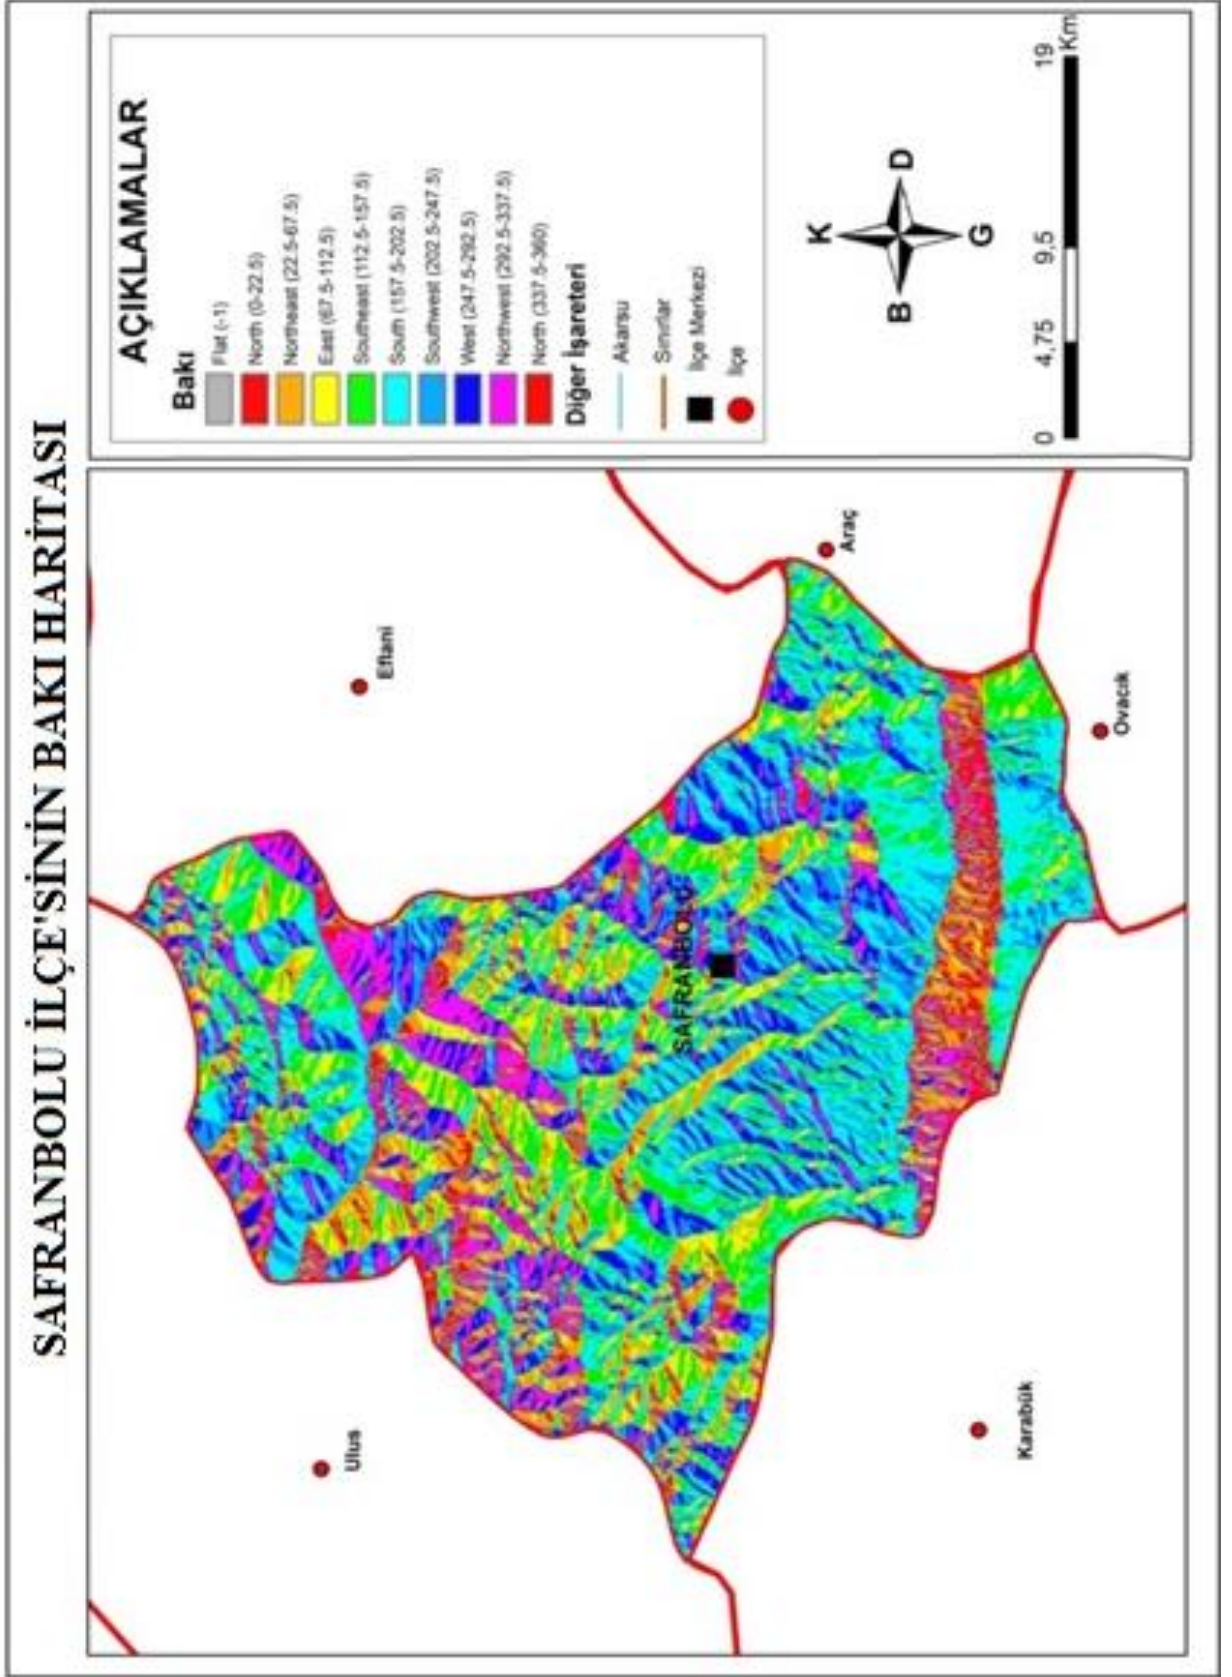 SAFRANBOLU İLÇE'SİNİN BAKI HARİTASI
Ulus
Eflani
SAFRANBOLU
Araç
Karabük
Ovacık
AÇIKLAMALAR
Bakı
Flat (-1)
North (0-22.5)
Northeast (22.5-67.5)
East (67.5-112.5)
Southeast (112.5-157.5)
South (157.5-202.5)
Southwest (202.5-247.5)
West (247.5-292.5)
Northwest (292.5-337.5)
North (337.5-360)
Diğer İşareteri
Akarsu
Sınırlar
İlçe Merkezi
İlçe
K
B D
G
0 4,75 9,5 19
Km